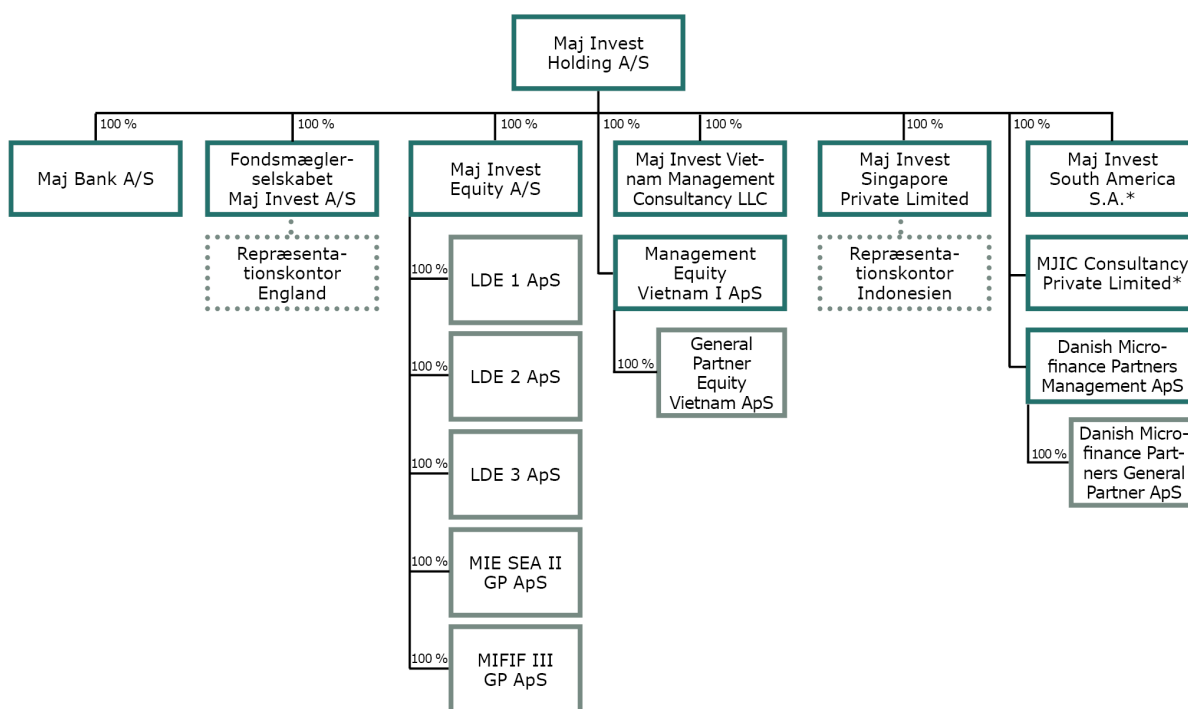 Maj Invest
Holding A/S
100 %
100 %
100 %
100 %
100 %
100 %
100 %
Maj Bank A/S
Fondsmægler-
selskabet
Maj Invest A/S
Maj Invest
Equity A/S
Maj Invest Viet-
nam Management
Consultancy LLC
Maj Invest
Singapore
Private Limited
Maj Invest
South America
S.A.*
Repræsenta-
tionskontor
England
100 %
LDE 1 ApS
Management
Equity
Vietnam I ApS
Repræsenta-
tionskontor
Indonesien
MJIC Consultancy
Private Limited*
100 %
LDE 2 ApS
100 %
General
Partner
Equity
Vietnam ApS
Danish Micro-
finance Partners
Management ApS
100 %
LDE 3 ApS
100 %
Danish Micro-
finance Part-
ners General
Partner ApS
100 %
MIE SEA II
GP ApS
100 %
MIFIF III
GP ApS